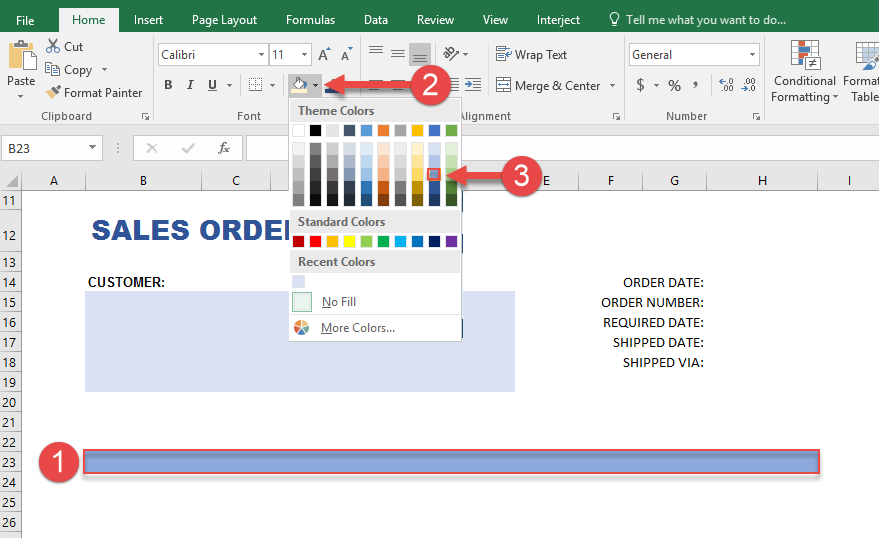 File Home Insert Page Layout Formulas Data Review View Interject Tell me what you want to do...
Cut
Copy
Format Painter
Paste
Clipboard
Calibri 11 A A
B I U
Font
Wrap Text
Merge & Center
Alignment
General
$ % , .00
Number
Conditional
Formatting
Format
Table
2
B23 fx
Theme Colors
3
Standard Colors
Recent Colors
No Fill
More Colors...
A B C E F G H I
11
12 SALES ORDE
13
14 CUSTOMER: ORDER DATE:
15 ORDER NUMBER:
16 REQUIRED DATE:
17 SHIPPED DATE:
18 SHIPPED VIA:
19
20
21
22
1 23
24
25
26